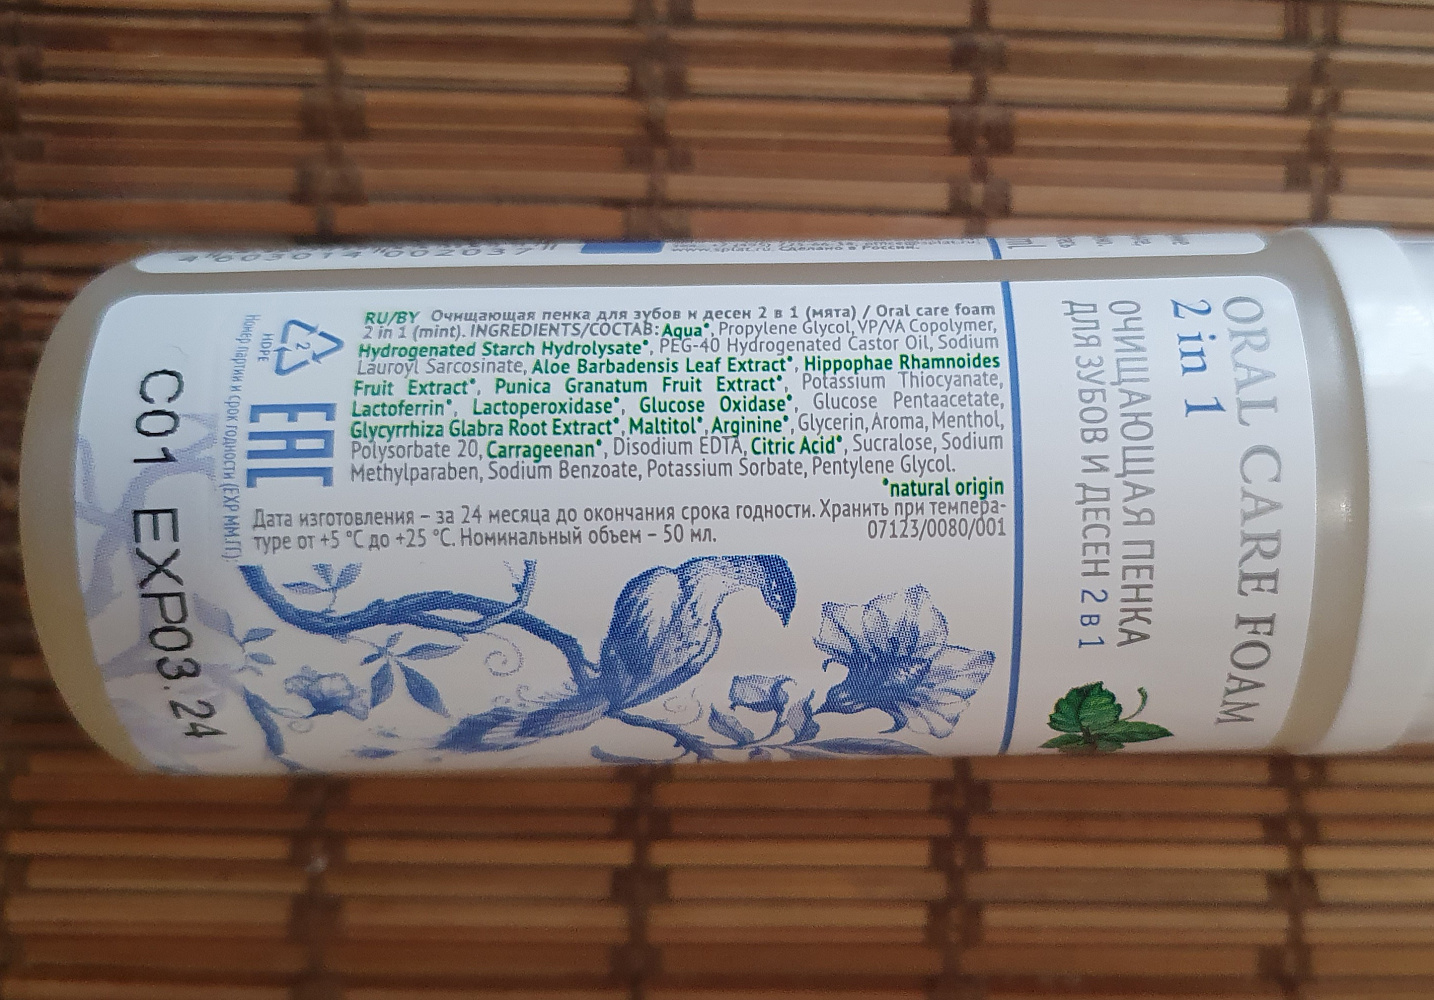 4 603014 002037
www.splat.ru Сделано в России.
RU/BY Очищающая пенка для зубов и десен 2 в 1 (мята) / Oral care foam
2 in 1 (mint). INGREDIENTS/СОСТАВ: Aqua*, Propylene Glycol, VP/VA Copolymer,
Hydrogenated Starch Hydrolysate*, PEG-40 Hydrogenated Castor Oil, Sodium
Lauroyl Sarcosinate, Aloe Barbadensis Leaf Extract*, Hippophae Rhamnoides
Fruit Extract*, Punica Granatum Fruit Extract*, Potassium Thiocyanate,
Lactoferrin*, Lactoperoxidase*, Glucose Oxidase*, Glucose Pentaacetate,
Glycyrrhiza Glabra Root Extract*, Maltitol*, Arginine*, Glycerin, Aroma, Menthol,
Polysorbate 20, Carrageenan*, Disodium EDTA, Citric Acid*, Sucralose, Sodium
Methylparaben, Sodium Benzoate, Potassium Sorbate, Pentylene Glycol.
*natural origin
Дата изготовления – за 24 месяца до окончания срока годности. Хранить при темпера-
туре от +5 °C до +25 °C. Номинальный объем – 50 мл.
07123/0080/001
2
HDPE
EAC
Номер партии и срок годности (EXP ММ.ГГ):
C01 EXP03.24
ORAL CARE FOAM
2 in 1
ОЧИЩАЮЩАЯ ПЕНКА
ДЛЯ ЗУБОВ И ДЕСЕН 2 в 1